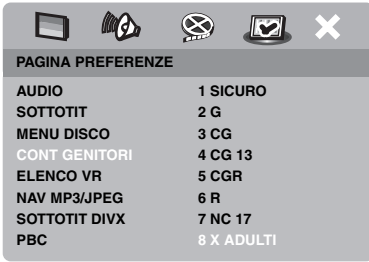 PAGINA PREFERENZE
AUDIO 1 SICURO
SOTTOTIT 2 G
MENU DISCO 3 CG
CONT GENITORI 4 CG 13
ELENCO VR 5 CGR
NAV MP3/JPEG 6 R
SOTTOTIT DIVX 7 NC 17
PBC 8 X ADULTI